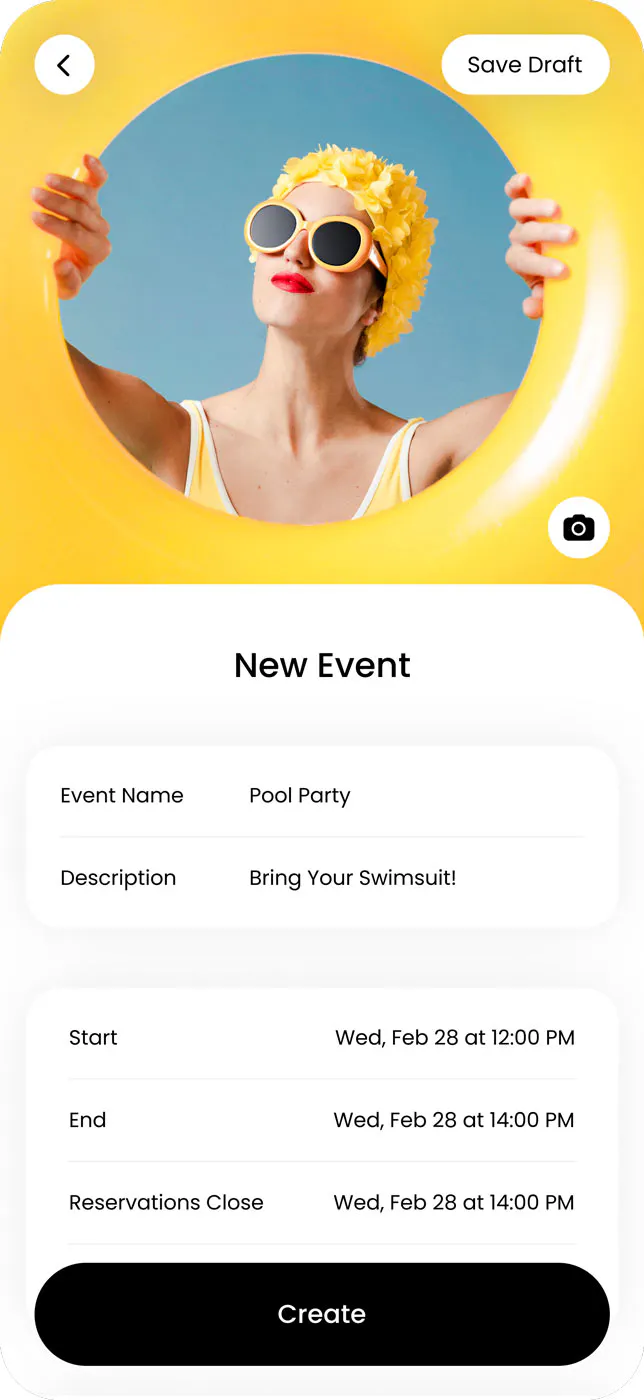 Save Draft
New Event
Event Name Pool Party
Description Bring Your Swimsuit!
Start Wed, Feb 28 at 12:00 PM
End Wed, Feb 28 at 14:00 PM
Reservations Close Wed, Feb 28 at 14:00 PM
Create